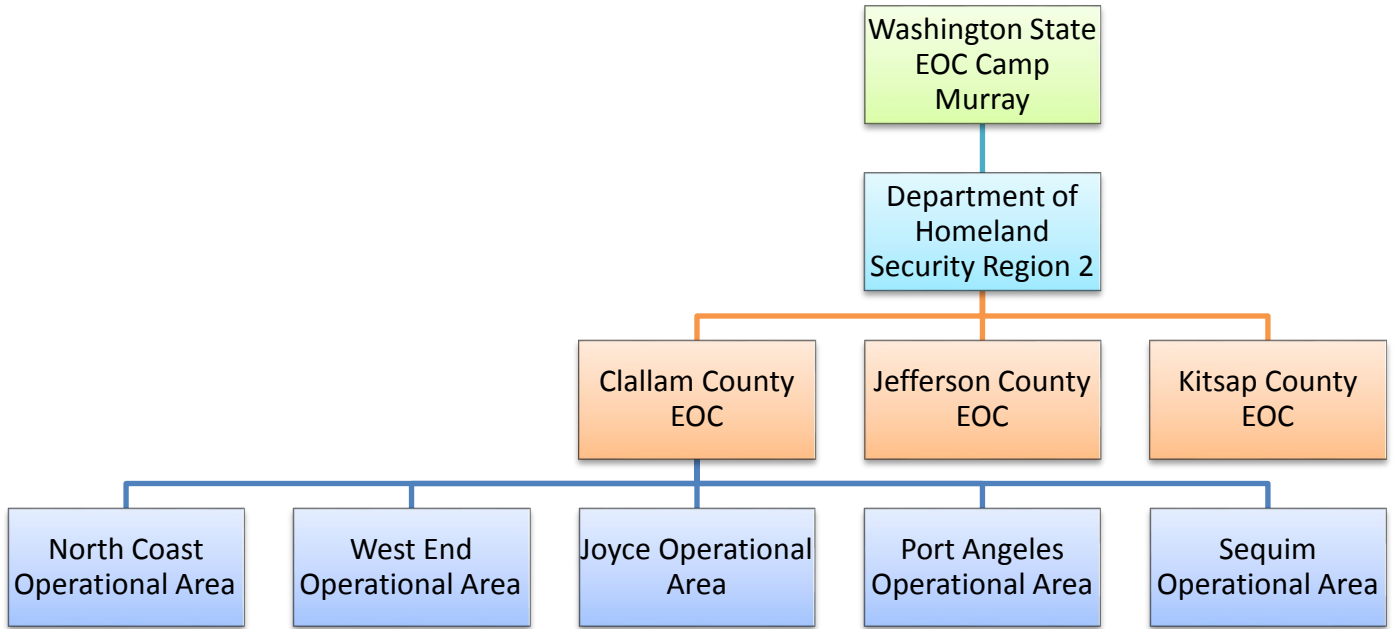 Washington State
EOC Camp
Murray
Department of
Homeland
Security Region 2
Clallam County
EOC
Jefferson County
EOC
Kitsap County
EOC
North Coast
Operational Area
West End
Operational Area
Joyce Operational
Area
Port Angeles
Operational Area
Sequim
Operational Area